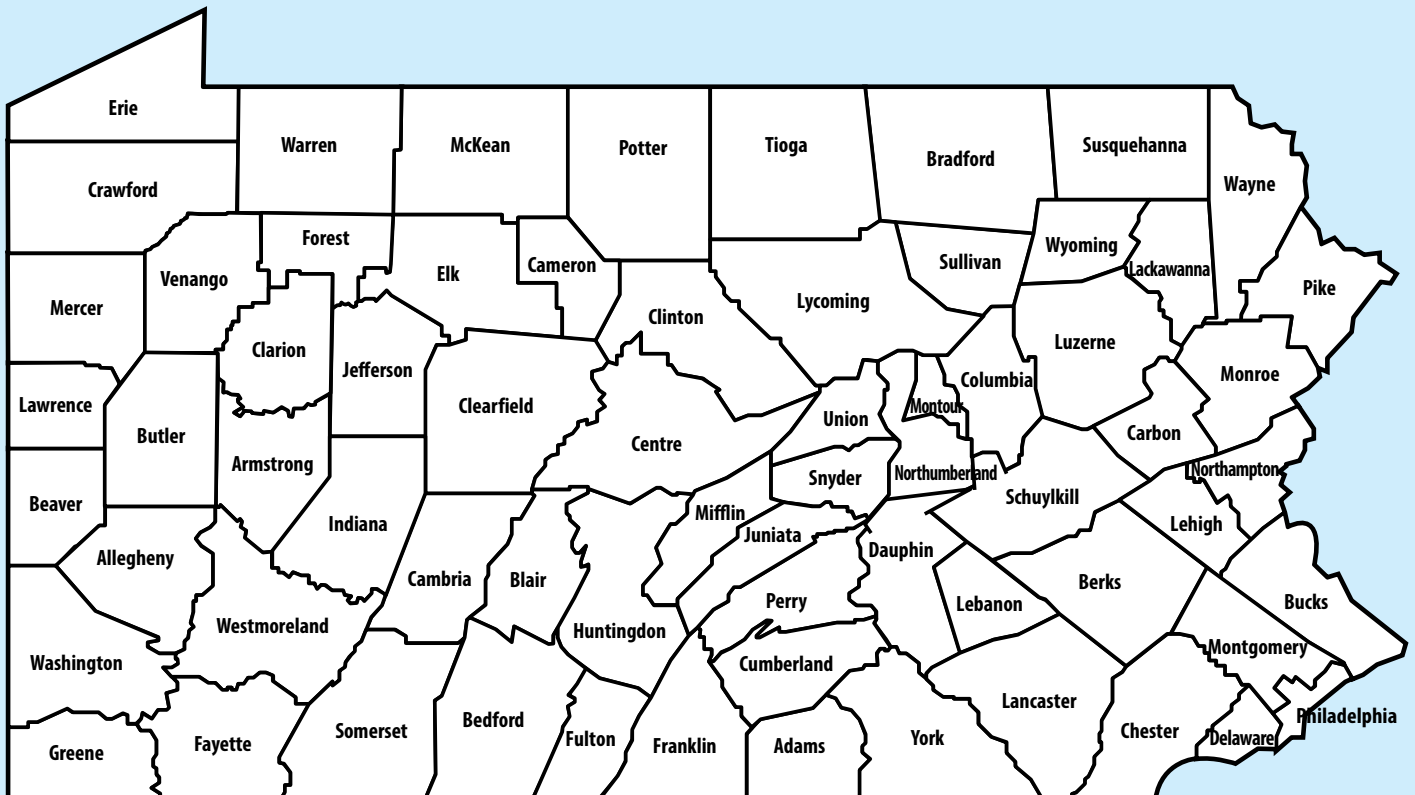 Erie
Warren
McKean
Potter
Tioga
Bradford
Susquehanna
Wayne
Crawford
Forest
Venango
Elk
Cameron
Sullivan
Wyoming
Lackawanna
Pike
Mercer
Clinton
Lycoming
Luzerne
Clarion
Jefferson
Clearfield
Columbia
Monroe
Lawrence
Butler
Centre
Union
Montour
Carbon
Armstrong
Snyder
Northumberland
Northampton
Beaver
Indiana
Mifflin
Juniata
Schuylkill
Lehigh
Allegheny
Cambria
Blair
Dauphin
Berks
Westmoreland
Huntingdon
Perry
Lebanon
Bucks
Washington
Cumberland
Montgomery
Lancaster
Greene
Fayette
Somerset
Bedford
Fulton
Franklin
Adams
York
Chester
Delaware
Philadelphia